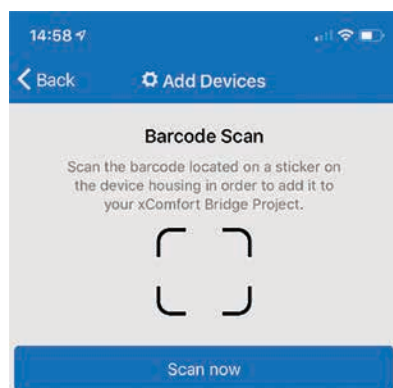 14:58
Back
Add Devices
Barcode Scan
Scan the barcode located on a sticker on
the device housing in order to add it to
your xComfort Bridge Project.
Scan now